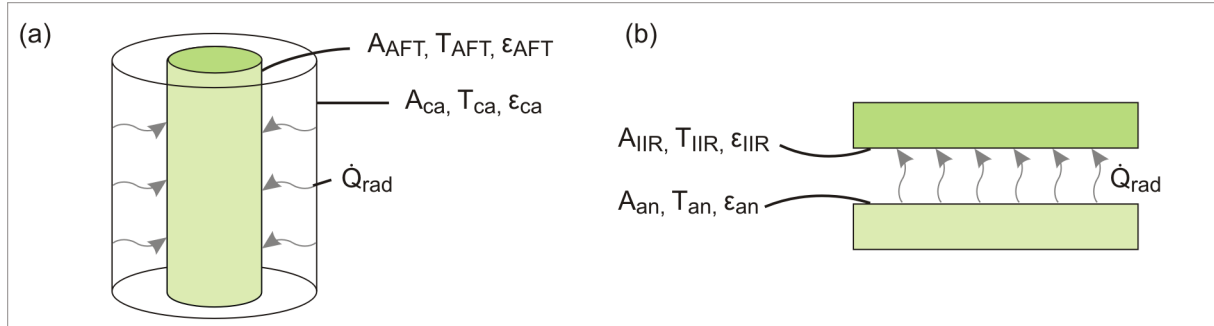 (a)
A_AFT, T_AFT, ε_AFT
A_ca, T_ca, ε_ca
Q̇_rad
(b)
A_IIR, T_IIR, ε_IIR
Q̇_rad
A_an, T_an, ε_an